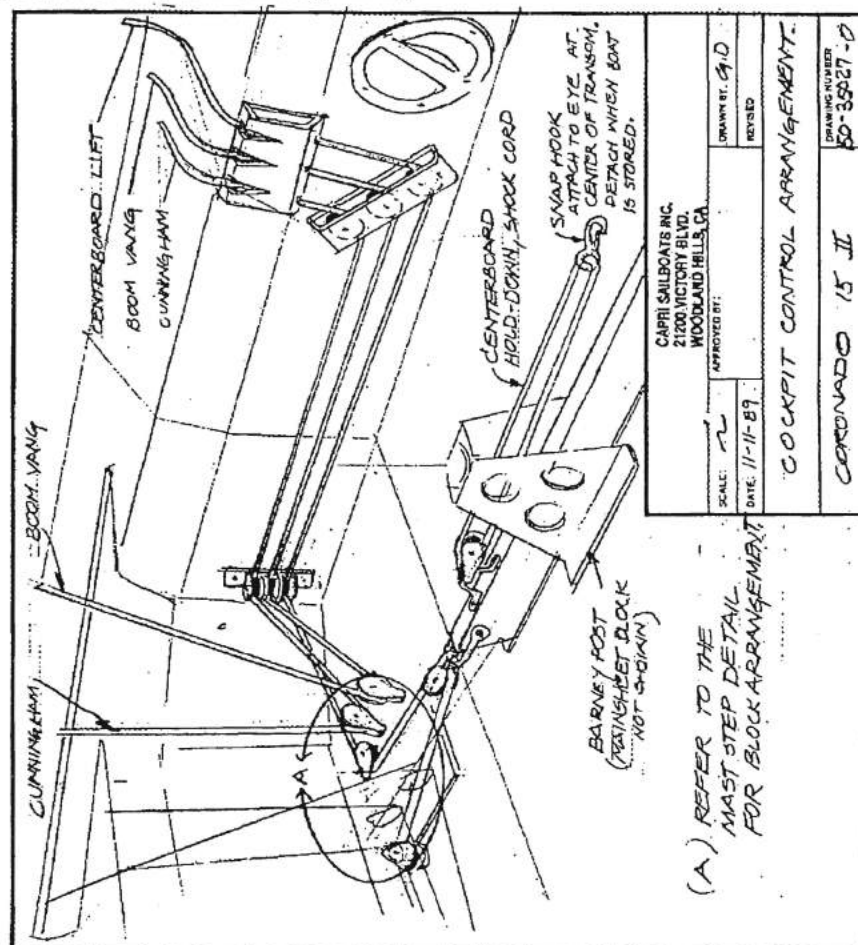 CENTERBOARD LIFT
BOOM VANG
CUNNINGHAM
BOOM VANG
CUNNINGHAM
A
CENTERBOARD
HOLD-DOWN, SHOCK CORD
SNAP HOOK
ATTACH TO EYE AT
CENTER OF TRANSOM.
DETACH WHEN BOAT
IS STORED.
BARNEY POST
(MAINSHEET BLOCK
NOT SHOWN)
(A) REFER TO THE
MAST STEP DETAIL
FOR BLOCK ARRANGEMENT
CAPRI SAILBOATS INC.
21200 VICTORY BLVD.
WOODLAND HILLS, CA
SCALE:
APPROVED BY:
DRAWN BY.
DATE: 11-11-89
REVISED
COCKPIT CONTROL ARRANGEMENT.
CORONADO 15 II
DRAWING NUMBER